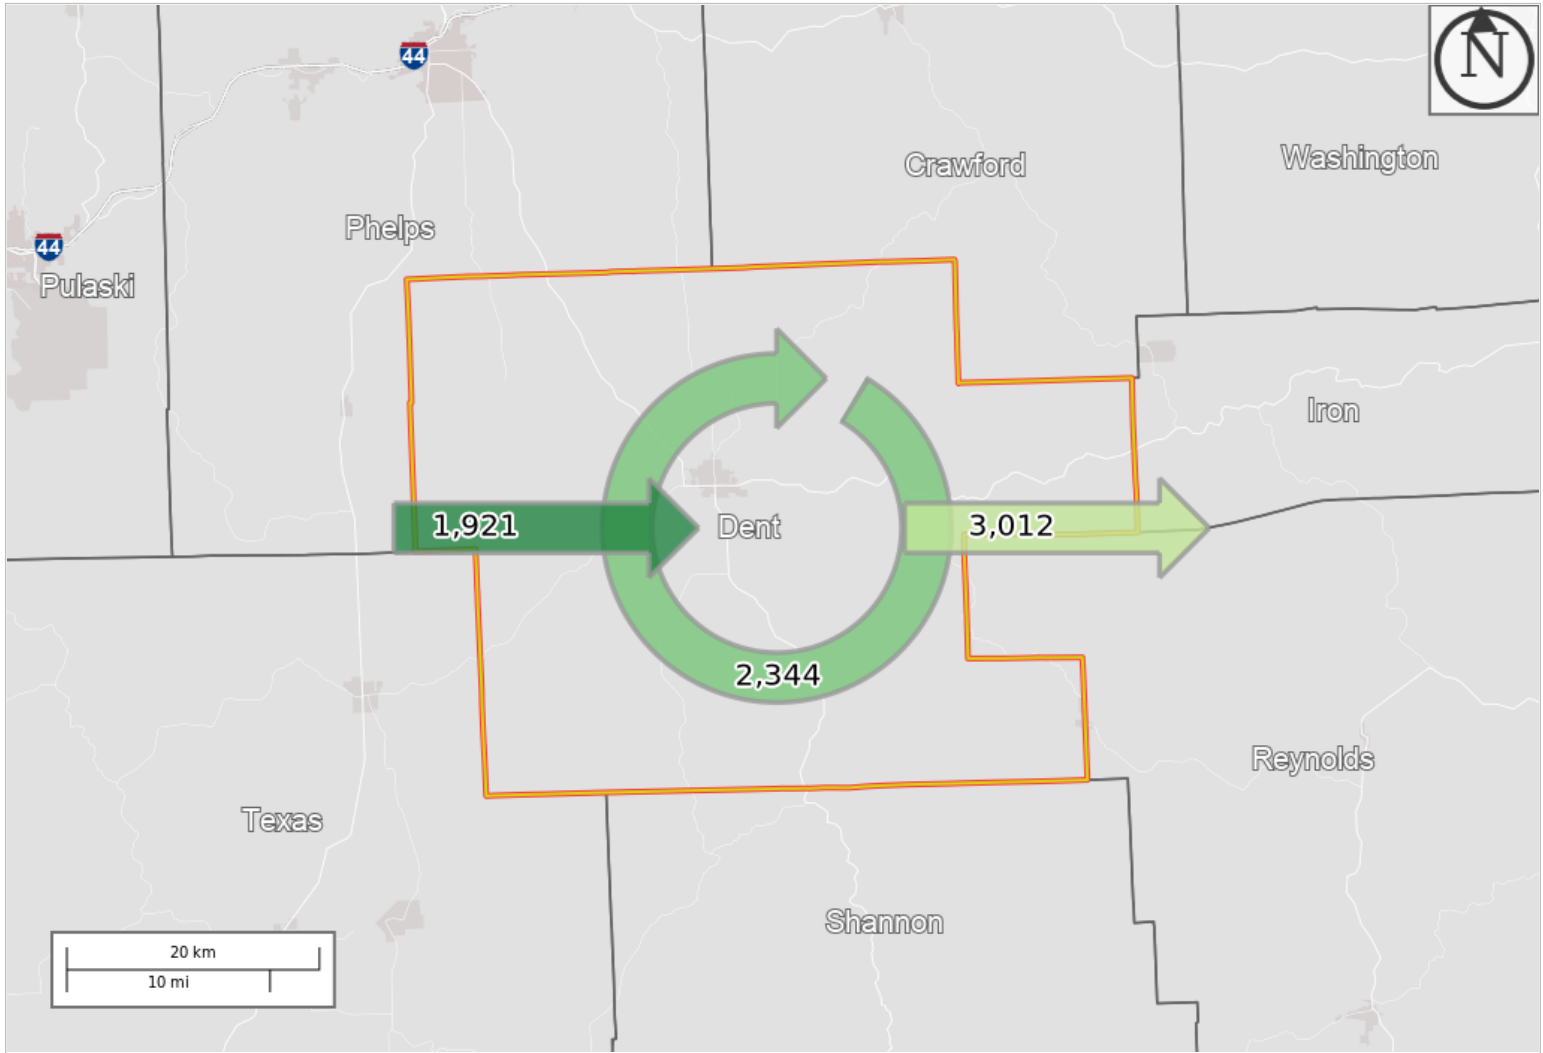 44
N
Washington
Crawford
Phelps
44
Pulaski
Iron
1,921
Dent
3,012
2,344
Reynolds
Texas
Shannon
20 km
10 mi